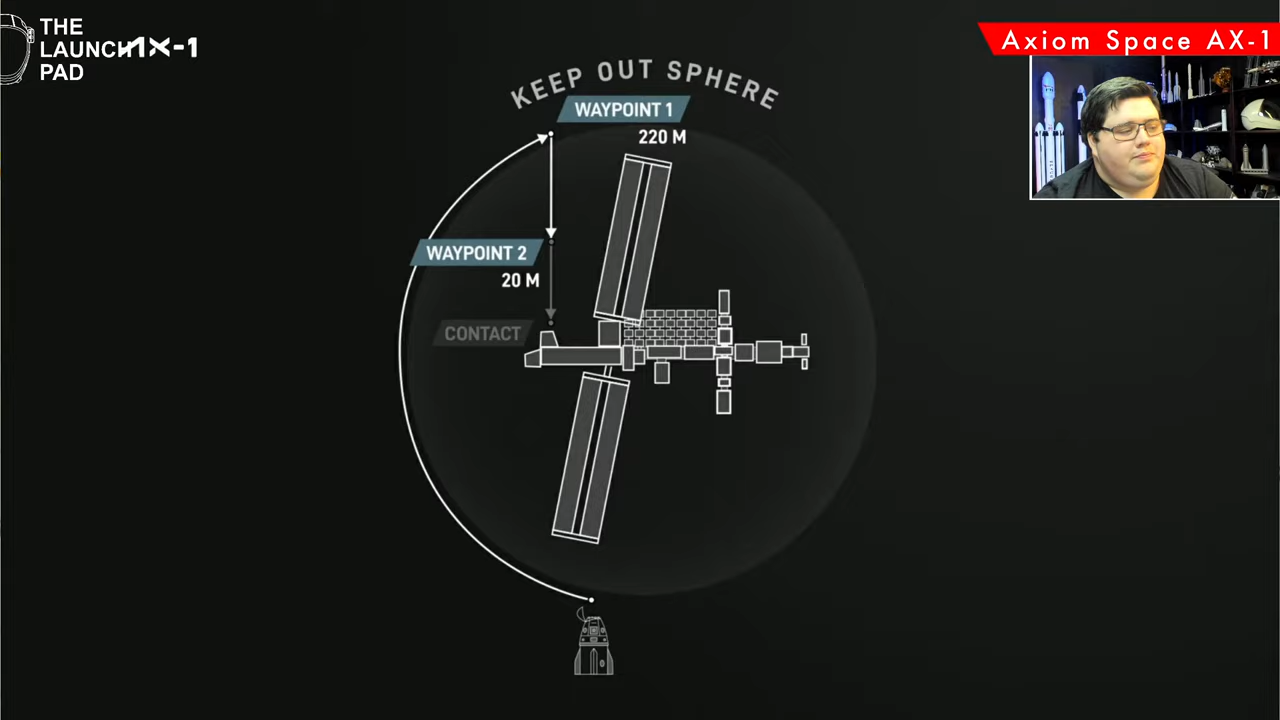 THE
LAUNCH
PAD
AX-1
Axiom Space AX-1
KEEP OUT SPHERE
WAYPOINT 1
220 M
WAYPOINT 2
20 M
CONTACT